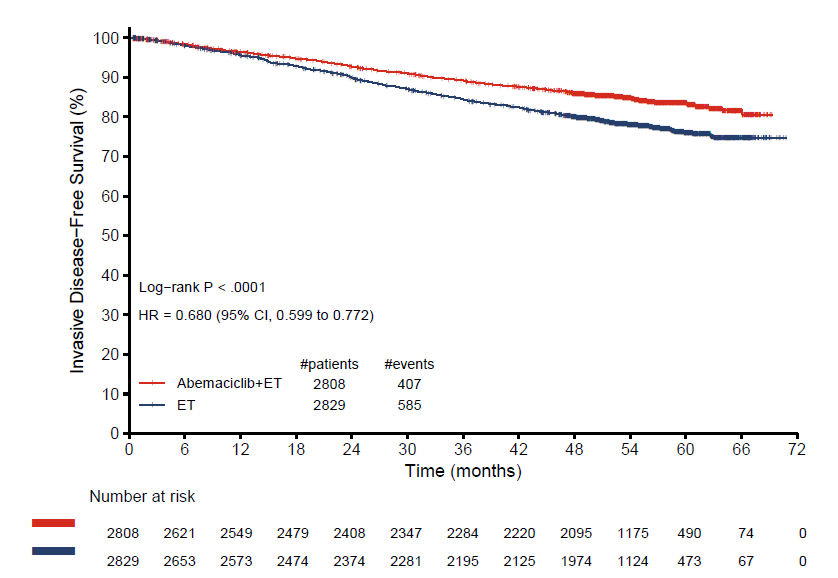 Invasive Disease−Free Survival (%)
100
90
80
70
60
50
40
30
20
10
0
Log−rank P < .0001
HR = 0.680 (95% CI, 0.599 to 0.772)
#patients #events
Abemaciclib+ET 2808 407
ET 2829 585
0 6 12 18 24 30 36 42 48 54 60 66 72
Time (months)
Number at risk
2808 2621 2549 2479 2408 2347 2284 2220 2095 1175 490 74 0
2829 2653 2573 2474 2374 2281 2195 2125 1974 1124 473 67 0